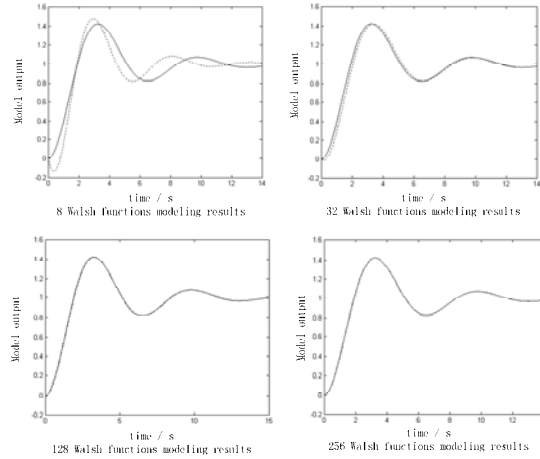 1.6
1.4
1.2
1
0.8
0.6
0.4
0.2
0
-0.2
0 2 4 6 8 10 12 14
Model output
time / s
8 Walsh functions modeling results
1.6
1.4
1.2
1
0.8
0.6
0.4
0.2
0
-0.2
0 2 4 6 8 10 12 14
Model output
time / s
32 Walsh functions modeling results
1.6
1.4
1.2
1
0.8
0.6
0.4
0.2
0
-0.2
0 5 10 15
Model output
time / s
128 Walsh functions modeling results
1.6
1.4
1.2
1
0.8
0.6
0.4
0.2
0
-0.2
0 2 4 6 8 10 12
Model output
time / s
256 Walsh functions modeling results